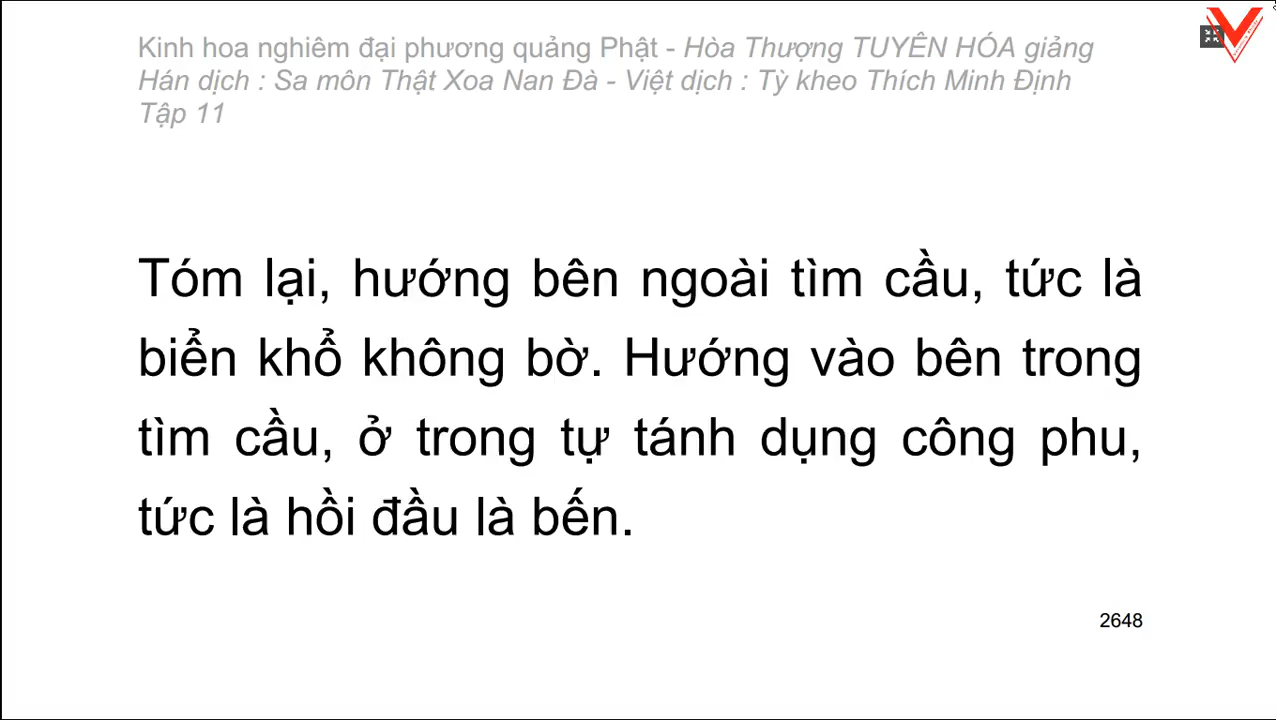 Kinh hoa nghiêm đại phương quảng Phật - Hòa Thượng TUYÊN HÓA giảng
Hán dịch : Sa môn Thật Xoa Nan Đà - Việt dịch : Tỳ kheo Thích Minh Định
Tập 11
Tóm lại, hướng bên ngoài tìm cầu, tức là
biển khổ không bờ. Hướng vào bên trong
tìm cầu, ở trong tự tánh dụng công phu,
tức là hồi đầu là bến.
2648